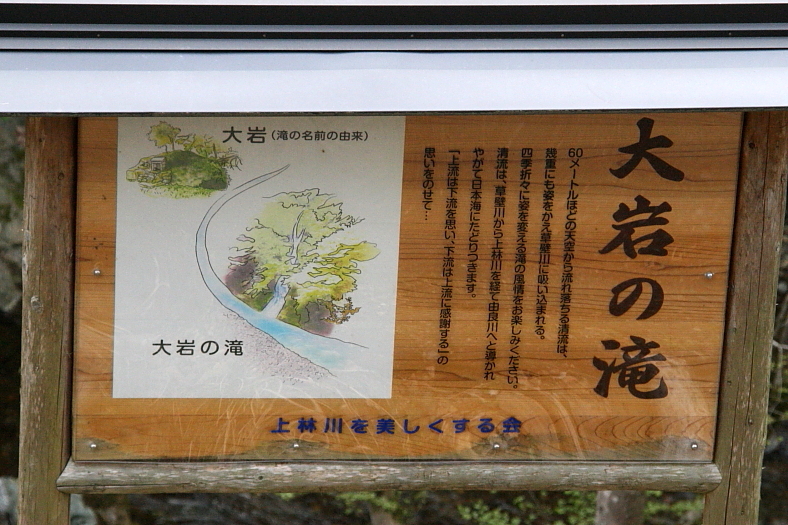 大岩の滝
60メートルほどの天空から流れ落ちる清流は、
幾重にも姿をかえ草壁川に吸い込まれる。
四季折々に姿を変える滝の風情をお楽しみください。
清流は、草壁川から上林川を経て由良川へと導かれ
やがて日本海にたどりつきます。
「上流は下流を思い、下流は上流に感謝する」の
思いをのせて…
大岩(滝の名前の由来)
大岩の滝
上林川を美しくする会